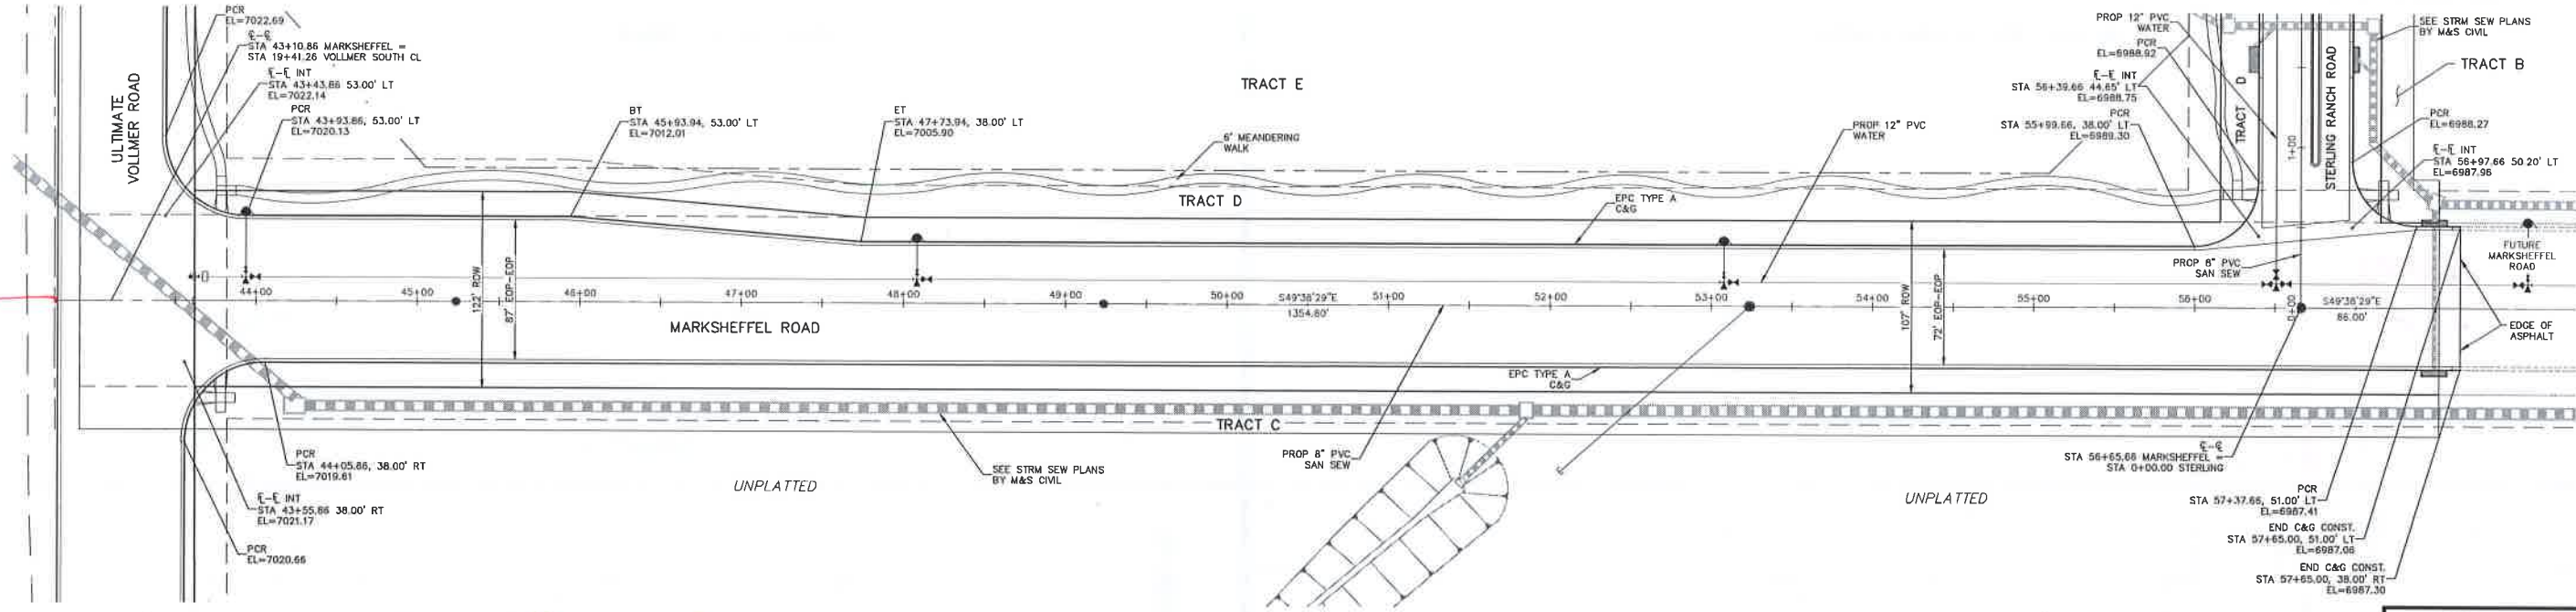 PCR
EL=7022.69
℄-℄
STA 43+10.86 MARKSHEFFEL =
STA 19+41.26 VOLLMER SOUTH CL
INT
STA 43+43.86 53.00' LT
EL=7022.14
PCR
STA 43+93.86, 53.00' LT
EL=7020.13
ULTIMATE
VOLLMER ROAD
BT
STA 45+93.94, 53.00' LT
EL=7012.01
ET
STA 47+73.94, 38.00' LT
EL=7005.90
TRACT E
6' MEANDERING
WALK
TRACT D
PROP 12" PVC
WATER
EPC TYPE A
C&G
PROP 12" PVC
WATER
PCR
EL=6988.92
INT
STA 56+39.66 44.65' LT
EL=6988.75
PCR
STA 55+99.66, 38.00' LT
EL=6989.30
TRACT D
STERLING RANCH ROAD
1+00
0+00
SEE STRM SEW PLANS
BY M&S CIVIL
TRACT B
PCR
EL=6988.27
INT
STA 56+97.66 50.20' LT
EL=6987.96
PROP 8" PVC
SAN SEW
FUTURE
MARKSHEFFEL
ROAD
EDGE OF
ASPHALT
122' ROW
87' EOP-EOP
107' ROW
72' EOP-EOP
44+00
45+00
46+00
47+00
48+00
49+00
50+00
S49°38'29"E
1354.80'
51+00
52+00
53+00
54+00
55+00
56+00
S49°38'29"E
86.00'
MARKSHEFFEL ROAD
EPC TYPE A
C&G
TRACT C
PCR
STA 44+05.86, 38.00' RT
EL=7019.61
INT
STA 43+55.86 38.00' RT
EL=7021.17
PCR
EL=7020.66
UNPLATTED
SEE STRM SEW PLANS
BY M&S CIVIL
PROP 8" PVC
SAN SEW
UNPLATTED
℄-℄
STA 56+65.66 MARKSHEFFEL =
STA 0+00.00 STERLING
PCR
STA 57+37.66, 51.00' LT
EL=6987.41
END C&G CONST.
STA 57+65.00, 51.00' LT
EL=6987.06
END C&G CONST.
STA 57+65.00, 38.00' RT
EL=6987.30